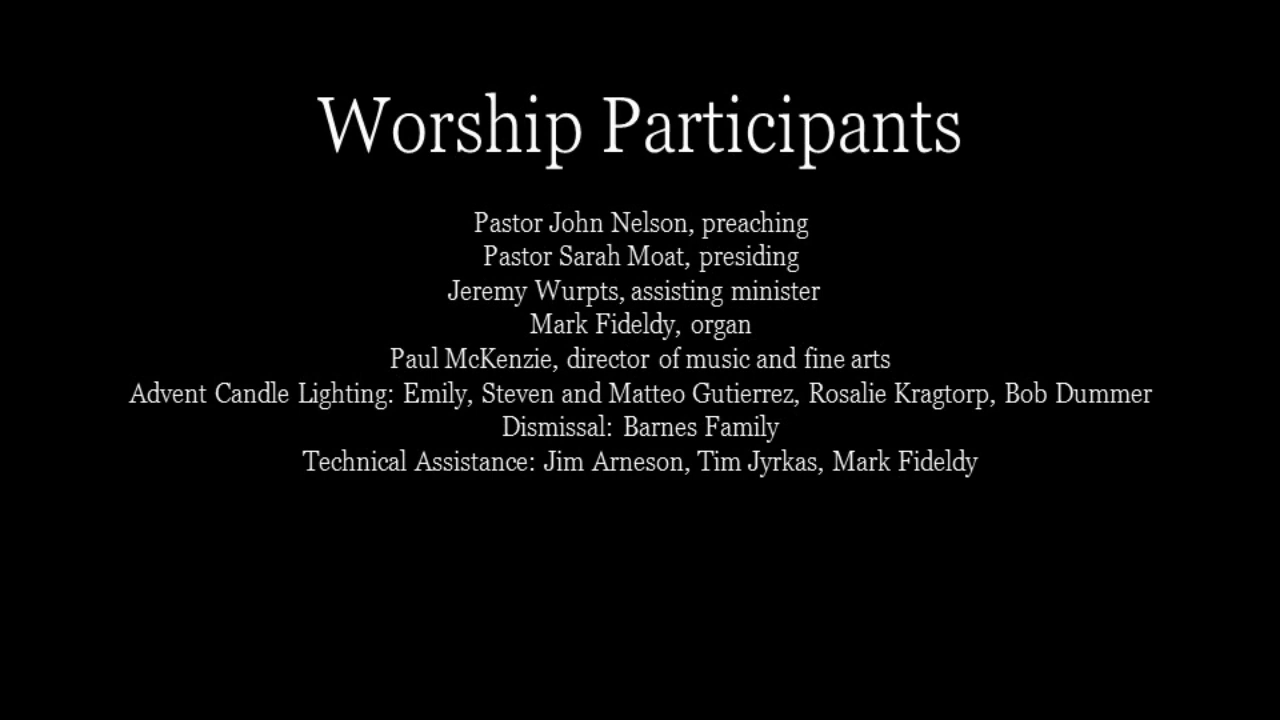 Worship Participants
Pastor John Nelson, preaching
Pastor Sarah Moat, presiding
Jeremy Wurpts, assisting minister
Mark Fideldy, organ
Paul McKenzie, director of music and fine arts
Advent Candle Lighting: Emily, Steven and Matteo Gutierrez, Rosalie Kragtorp, Bob Dummer
Dismissal: Barnes Family
Technical Assistance: Jim Arneson, Tim Jyrkas, Mark Fideldy